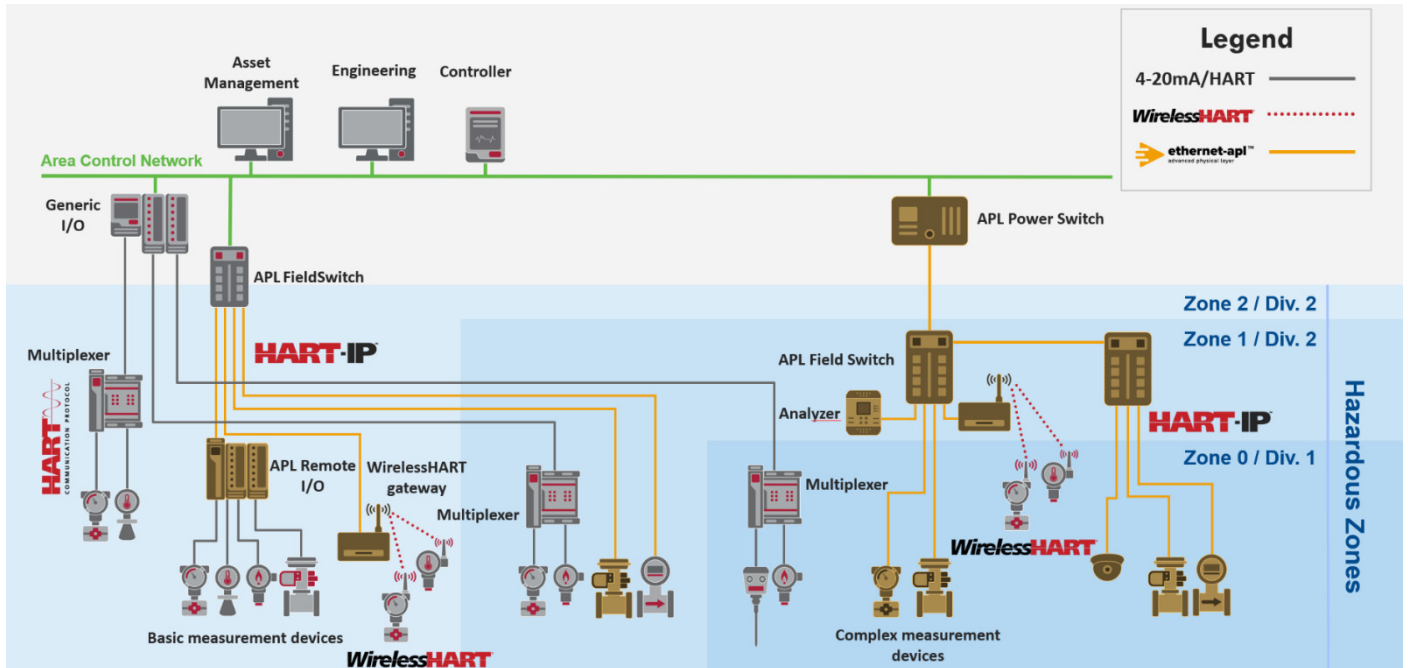 Legend
4-20mA/HART
WirelessHART®
ethernet-apl™
advanced physical layer
Asset
Management
Engineering
Controller
Area Control Network
Generic
I/O
APL FieldSwitch
APL Power Switch
Zone 2 / Div. 2
Zone 1 / Div. 2
Zone 0 / Div. 1
Hazardous Zones
Multiplexer
HART
COMMUNICATION PROTOCOL
HART-IP™
APL Remote
I/O
WirelessHART
gateway
Multiplexer
Basic measurement devices
WirelessHART®
APL Field Switch
Analyzer
HART-IP™
Multiplexer
WirelessHART®
Complex measurement
devices